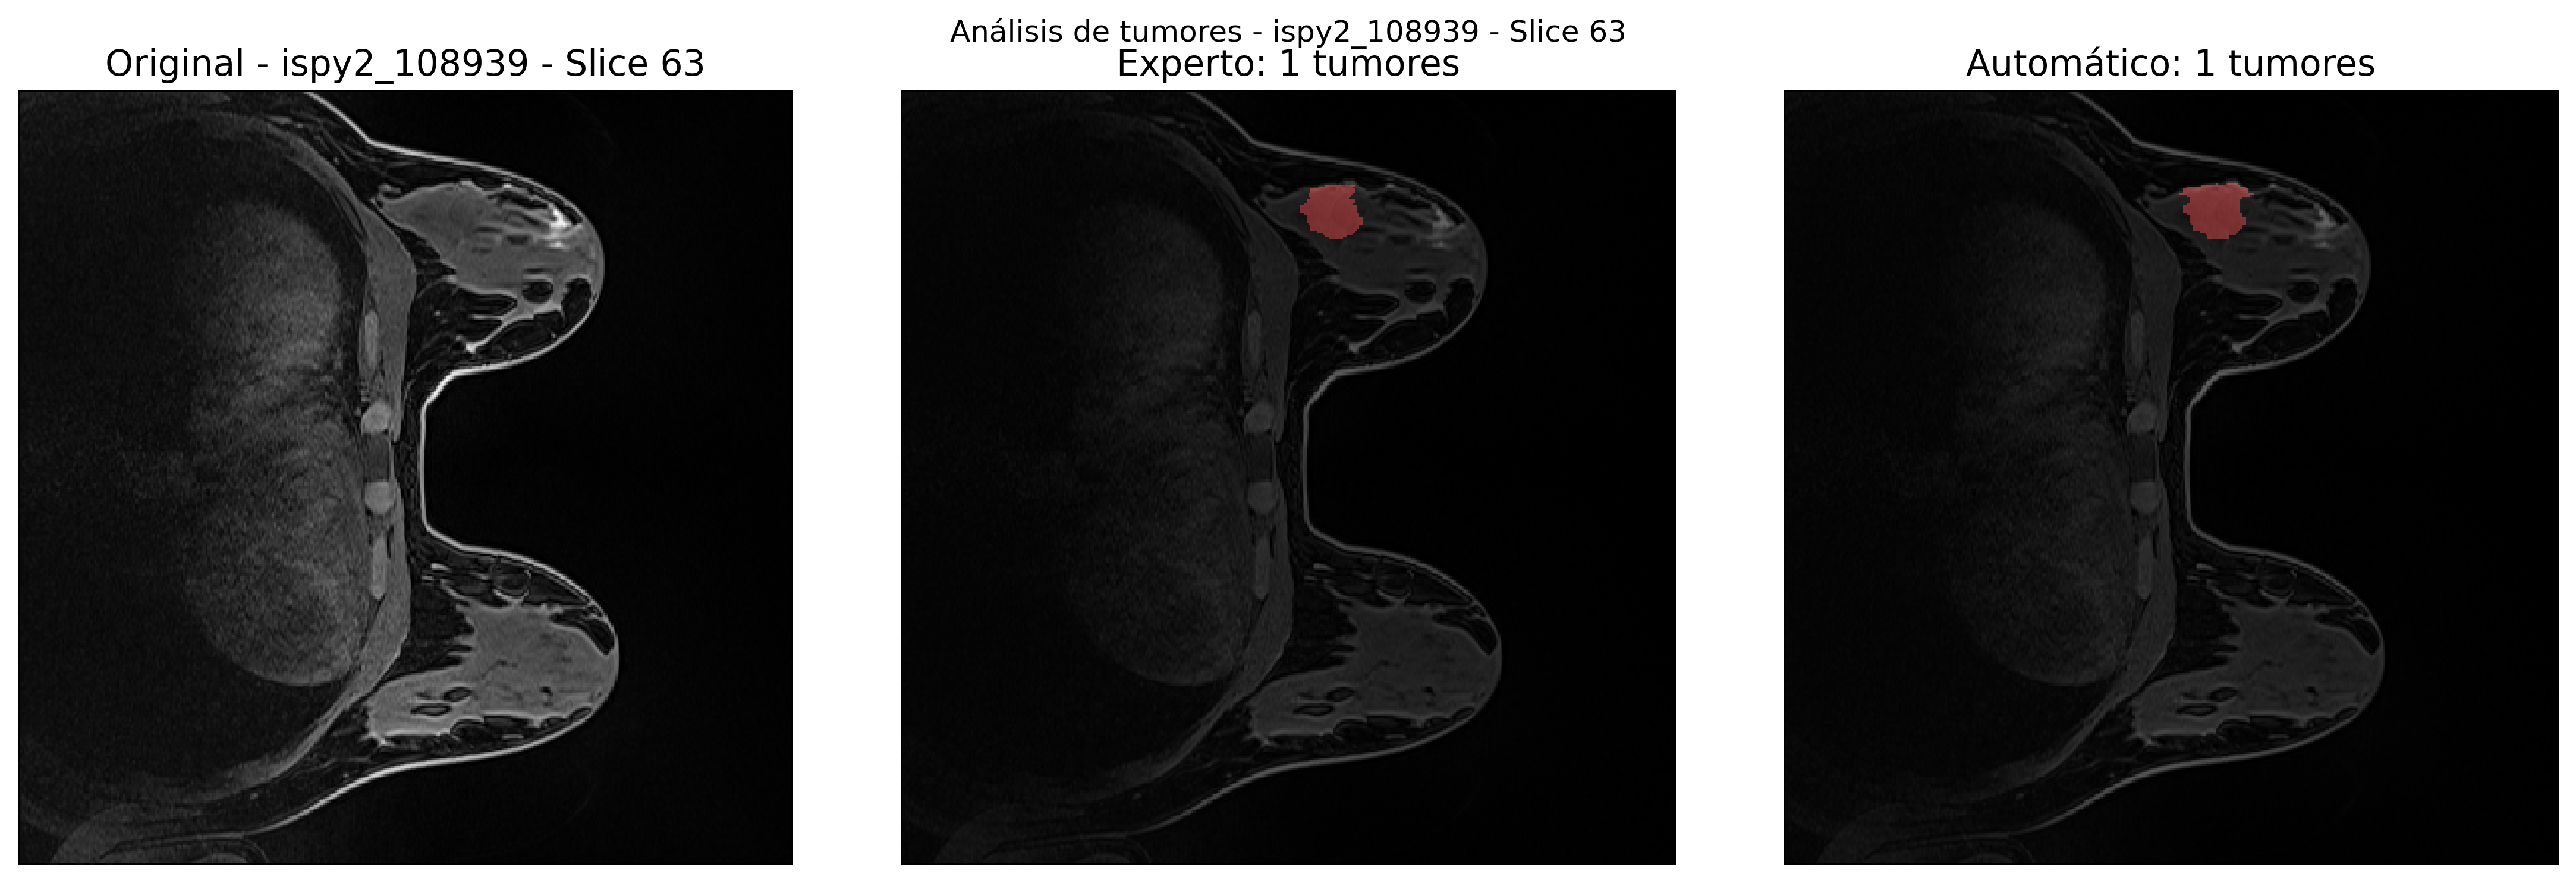 Análisis de tumores - ispy2_108939 - Slice 63
Original - ispy2_108939 - Slice 63
Experto: 1 tumores
Automático: 1 tumores